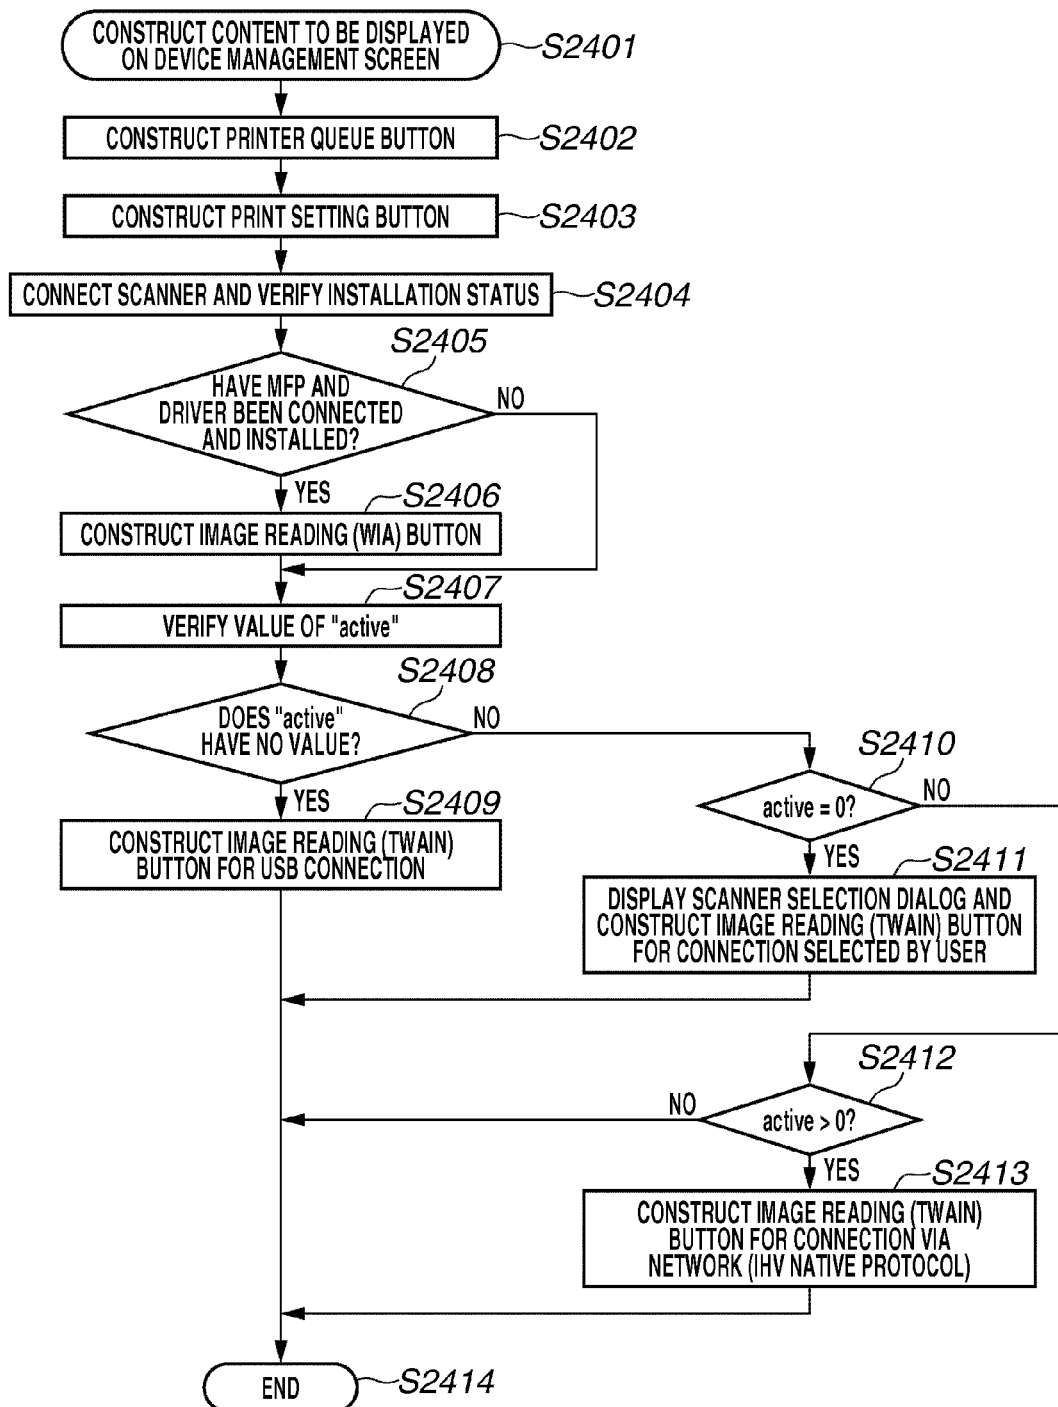 CONSTRUCT CONTENT TO BE DISPLAYED
ON DEVICE MANAGEMENT SCREEN
S2401
CONSTRUCT PRINTER QUEUE BUTTON
S2402
CONSTRUCT PRINT SETTING BUTTON
S2403
CONNECT SCANNER AND VERIFY INSTALLATION STATUS
S2404
S2405
HAVE MFP AND
DRIVER BEEN CONNECTED
AND INSTALLED?
NO
YES
S2406
CONSTRUCT IMAGE READING (WIA) BUTTON
S2407
VERIFY VALUE OF "active"
S2408
DOES "active"
HAVE NO VALUE?
NO
YES
S2409
CONSTRUCT IMAGE READING (TWAIN)
BUTTON FOR USB CONNECTION
S2410
active = 0?
NO
YES
S2411
DISPLAY SCANNER SELECTION DIALOG AND
CONSTRUCT IMAGE READING (TWAIN) BUTTON
FOR CONNECTION SELECTED BY USER
S2412
active > 0?
NO
YES
S2413
CONSTRUCT IMAGE READING (TWAIN)
BUTTON FOR CONNECTION VIA
NETWORK (IHV NATIVE PROTOCOL)
END
S2414